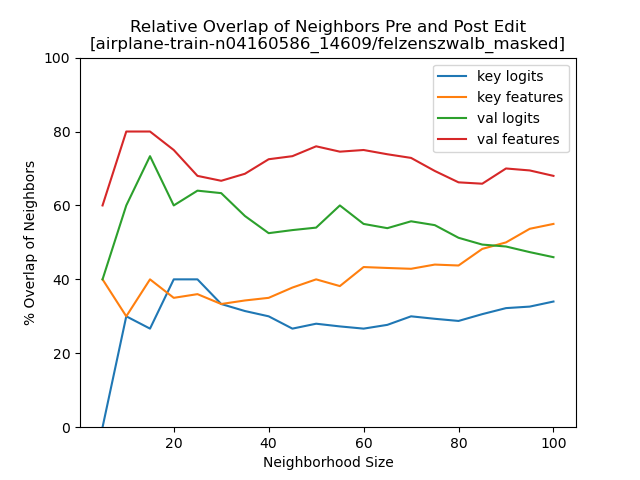 Relative Overlap of Neighbors Pre and Post Edit
[airplane-train-n04160586_14609/felzenszwalb_masked]
100
80
60
40
20
0
% Overlap of Neighbors
key logits
key features
val logits
val features
20 40 60 80 100
Neighborhood Size